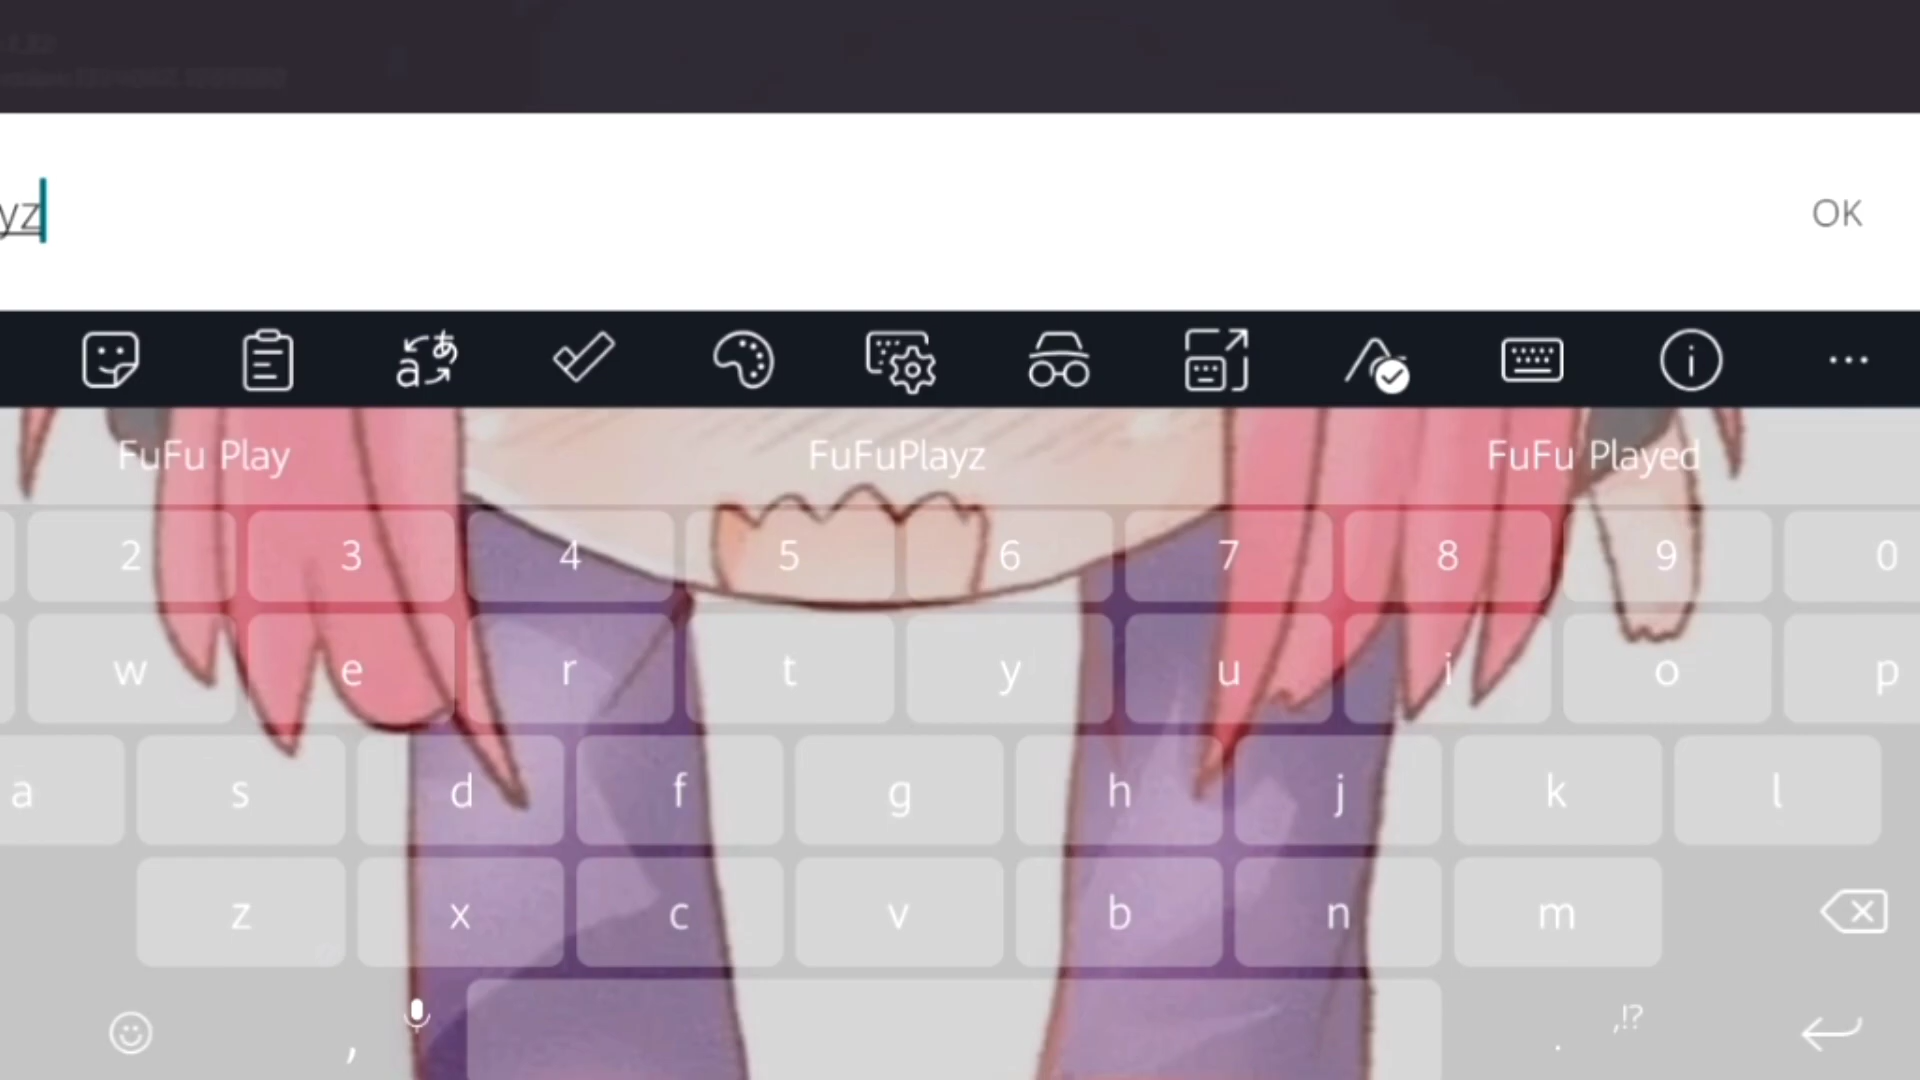 yz
OK
FuFu Play FuFuPlayz FuFu Played
2 3 4 5 6 7 8 9 0
w e r t y u i o p
a s d f g h j k l
z x c v b n m
, . ,!?